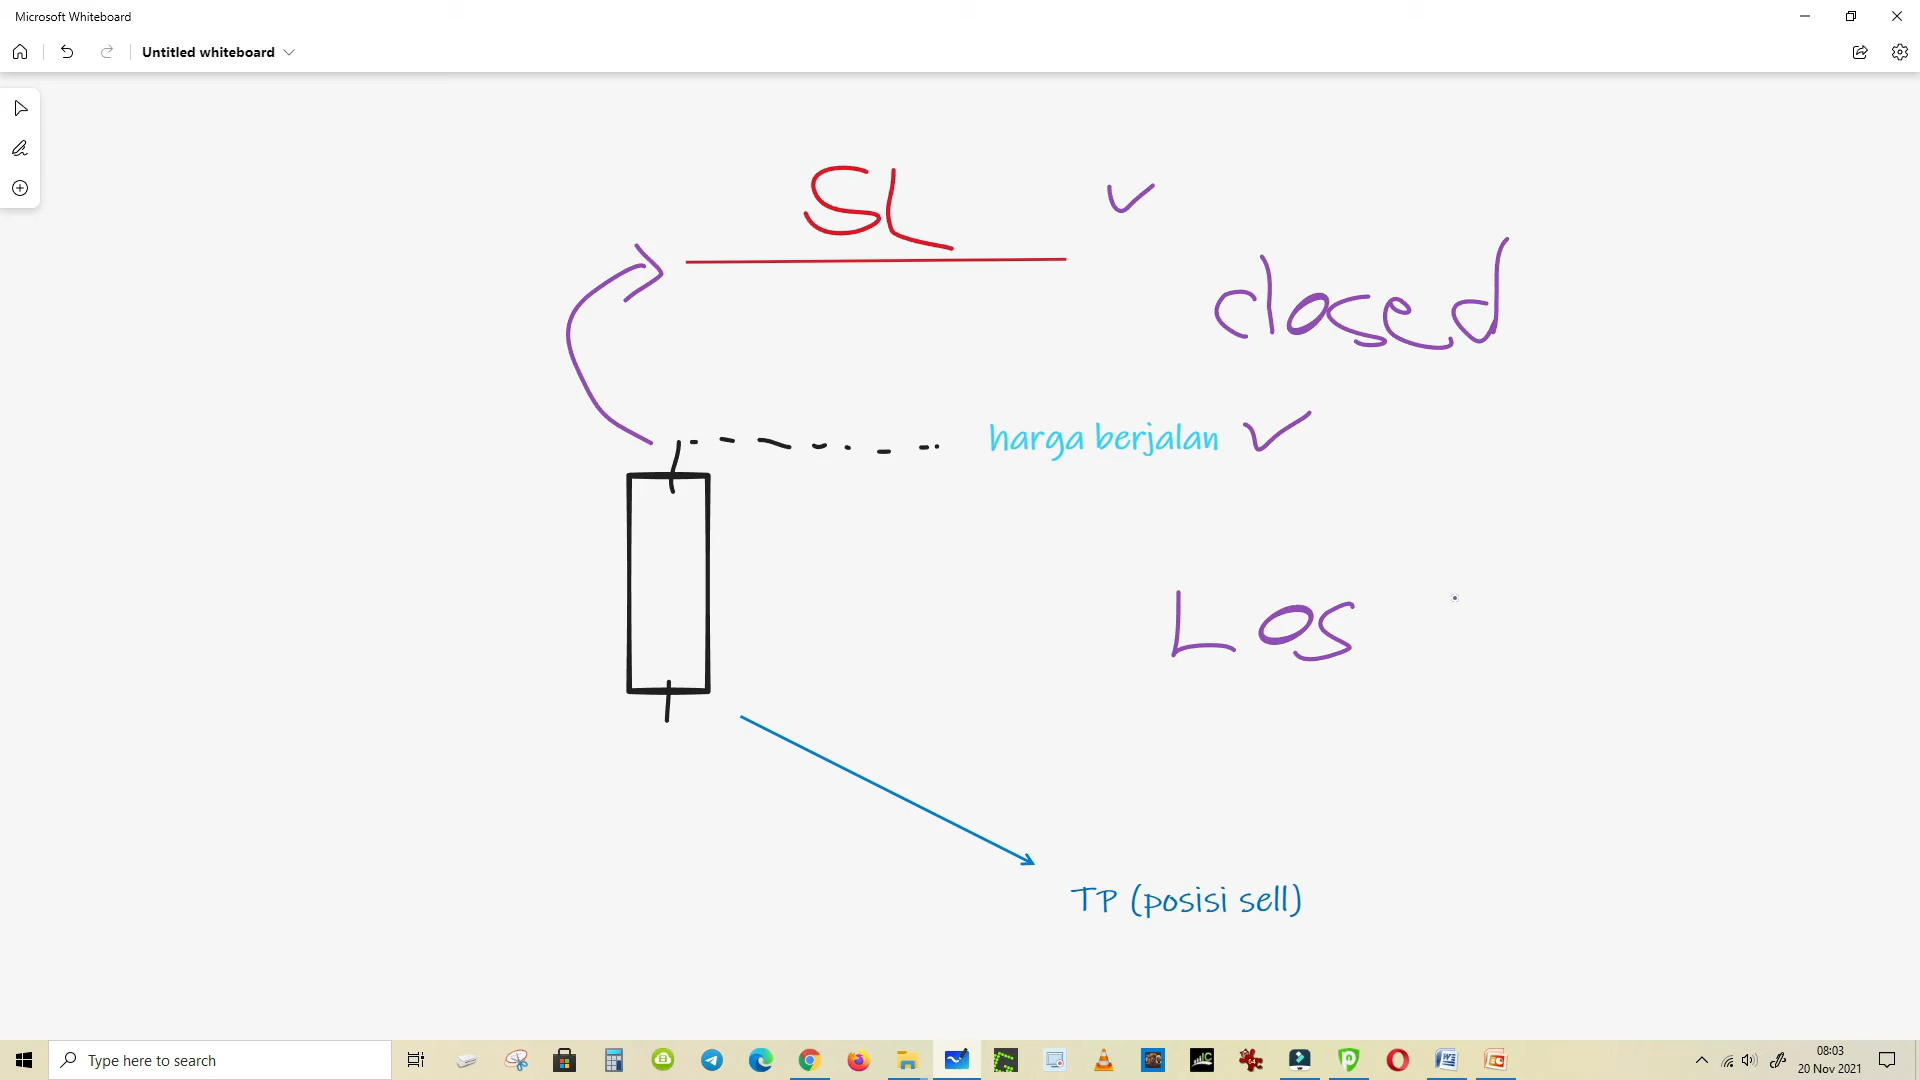 Microsoft Whiteboard
Untitled whiteboard
SL
closed
harga berjalan
Los
TP (posisi sell)
Type here to search
08:03
20 Nov 2021